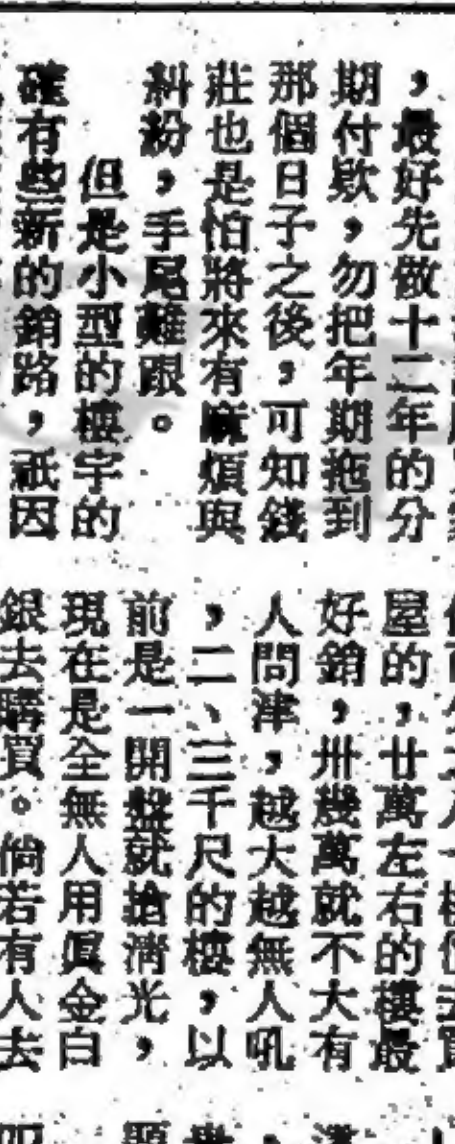 ，最好先做十二年的分
期付欵，勿把年期拖到
那個日子之後，可知錢
莊也是怕將來有麻煩與
糾紛，手尾難跟。
但是小型的樓宇的
確有些新的銷路，祇因
屋的，廿萬左右的樓最
好銷，卅幾萬就不大有
人問津，越大越無人吼
，二、三千尺的樓，以
前是一開盤就搶清光，
現在是全無人用眞金白
銀去購買。倘若有人去